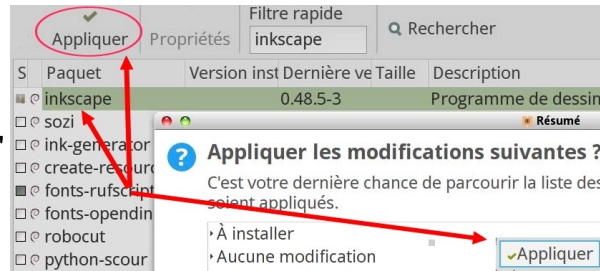 Filtre rapide
Appliquer Propriétés inkscape Rechercher
S Paquet Version inst Dernière ve Taille Description
inkscape 0.48.5-3 Programme de dessin
sozi Résumé
ink-generator Appliquer les modifications suivantes ?
create-resourc C'est votre dernière chance de parcourir la liste des
fonts-rufscript soient appliqués.
fonts-opendin À installer
robocut Aucune modification Appliquer
python-scour